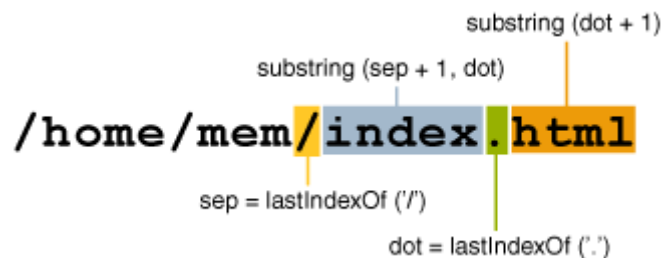 substring (dot + 1)
substring (sep + 1, dot)
/home/mem/index.html
sep = lastIndexOf ('/')
dot = lastIndexOf ('.')